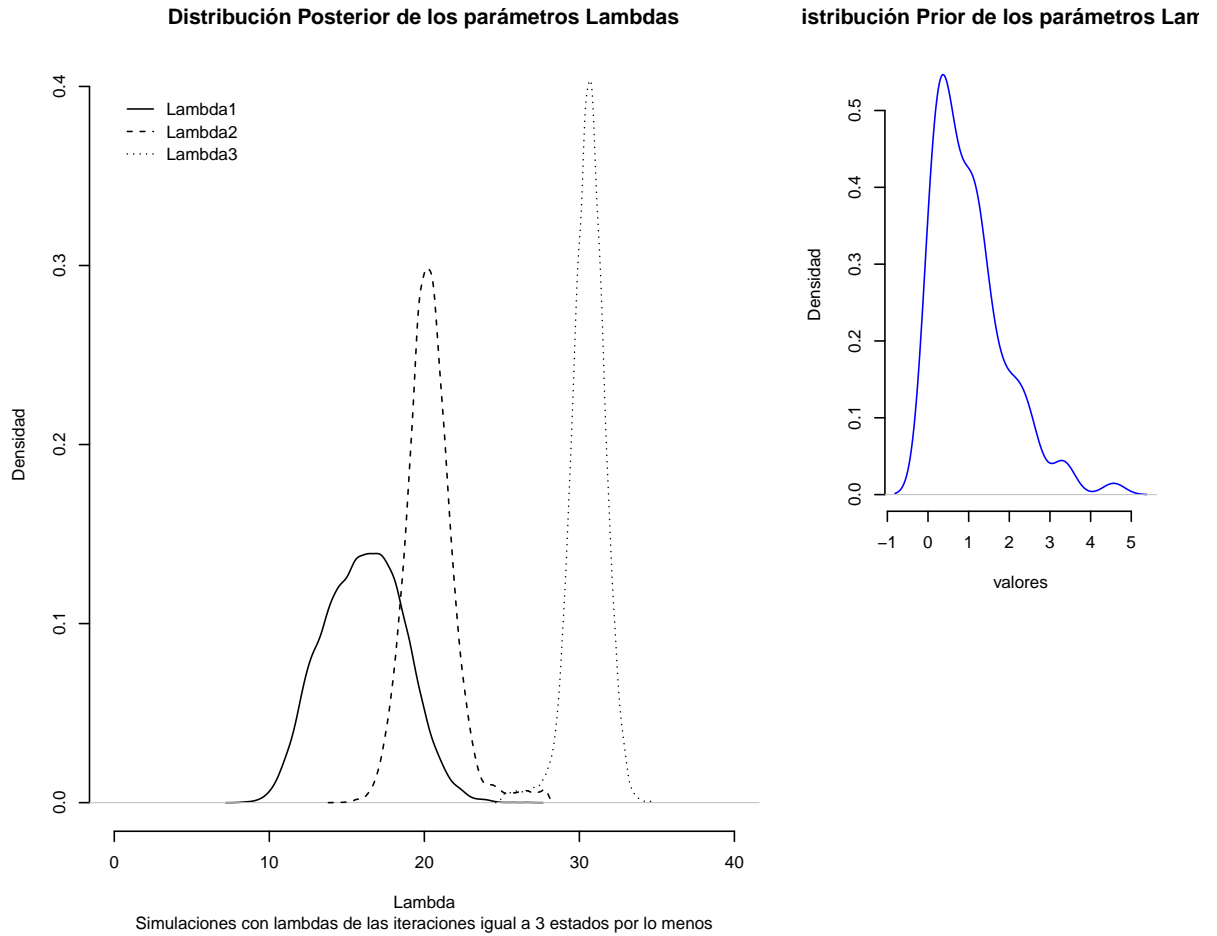 Distribución Posterior de los parámetros Lambdas
Densidad
0.0
0.1
0.2
0.3
0.4
Lambda1
Lambda2
Lambda3
0
10
20
30
40
Lambda
Simulaciones con lambdas de las iteraciones igual a 3 estados por lo menos
istribución Prior de los parámetros Lam
Densidad
0.0
0.1
0.2
0.3
0.4
0.5
−1
0
1
2
3
4
5
valores